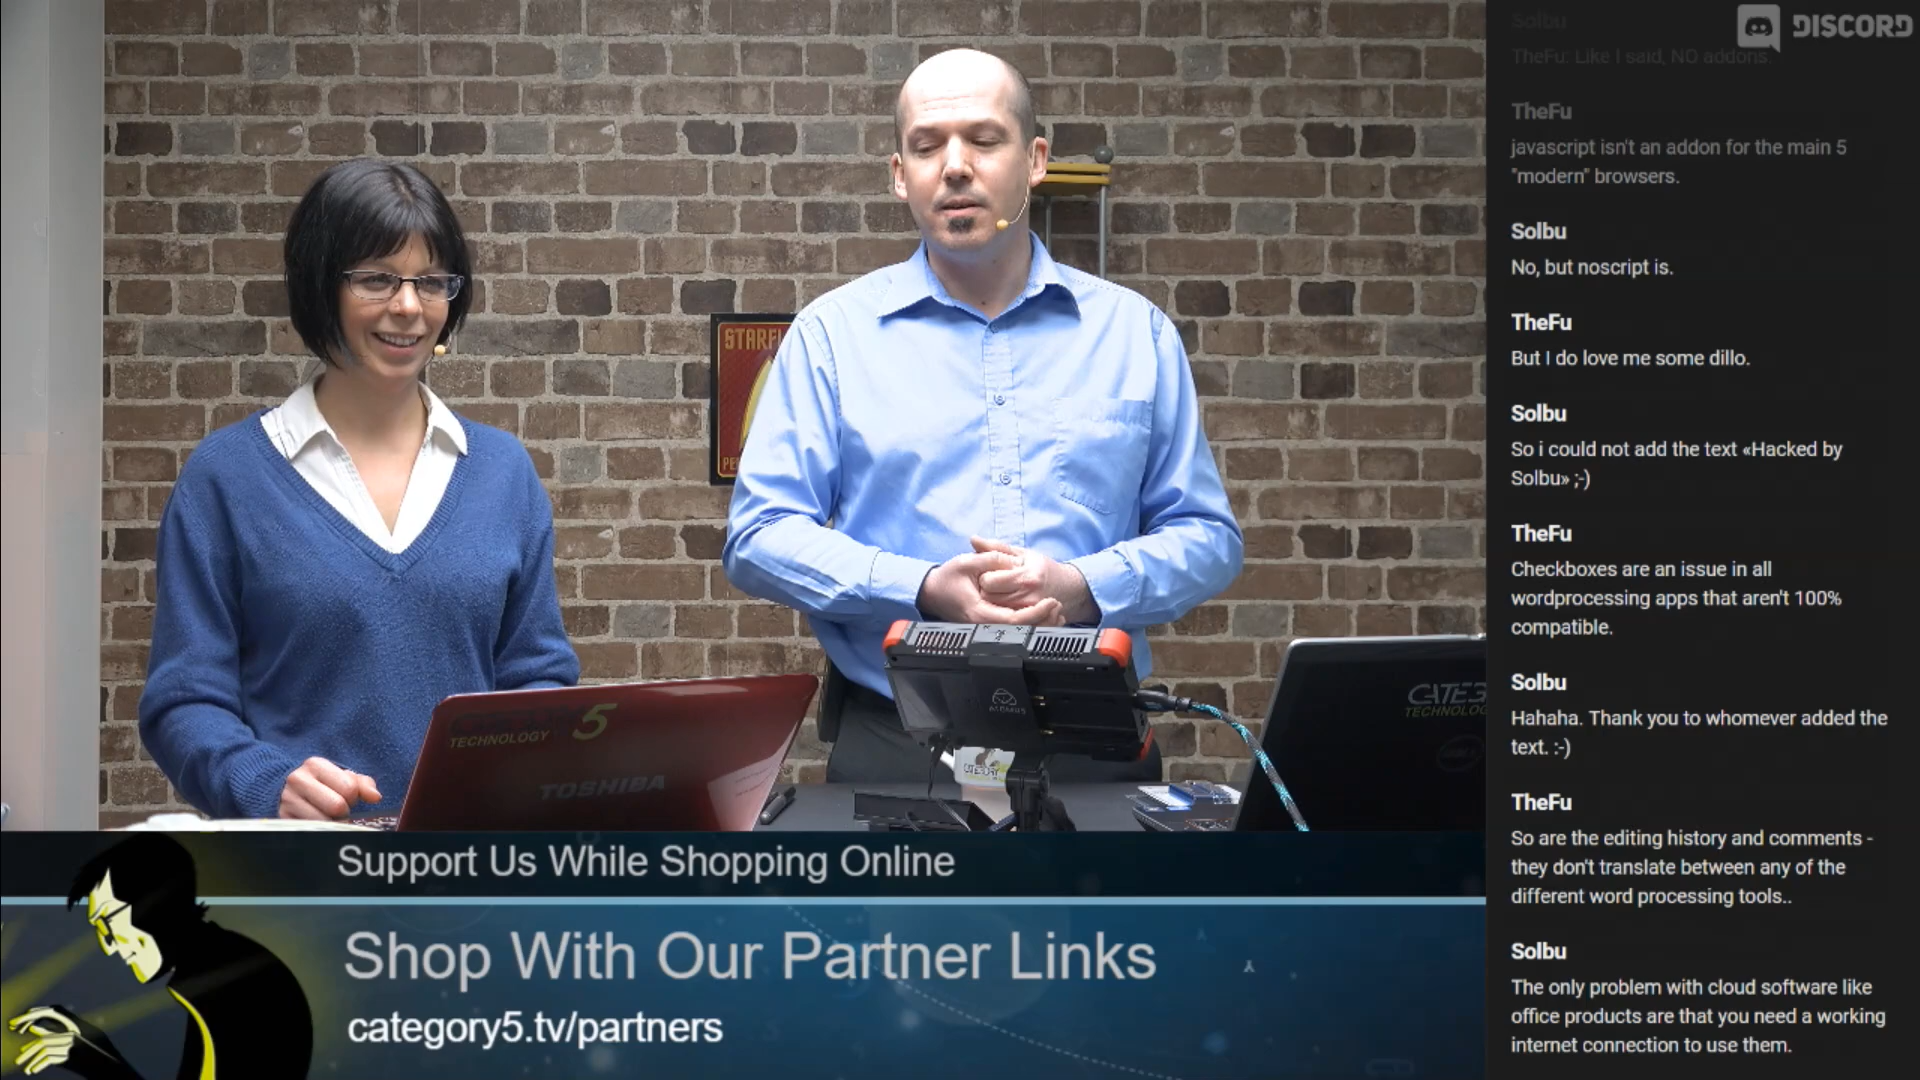 STARFL
PE
5
TECHNOLOGY
TOSHIBA
CATE
TECHNOLOG
Support Us While Shopping Online
Shop With Our Partner Links
category5.tv/partners
DISCORD
Solbu
TheFu: Like I said, NO addons.
TheFu
javascript isn't an addon for the main 5
"modern" browsers.
Solbu
No, but noscript is.
TheFu
But I do love me some dillo.
Solbu
So i could not add the text «Hacked by
Solbu» ;-)
TheFu
Checkboxes are an issue in all
wordprocessing apps that aren't 100%
compatible.
Solbu
Hahaha. Thank you to whomever added the
text. :-)
TheFu
So are the editing history and comments -
they don't translate between any of the
different word processing tools..
Solbu
The only problem with cloud software like
office products are that you need a working
internet connection to use them.